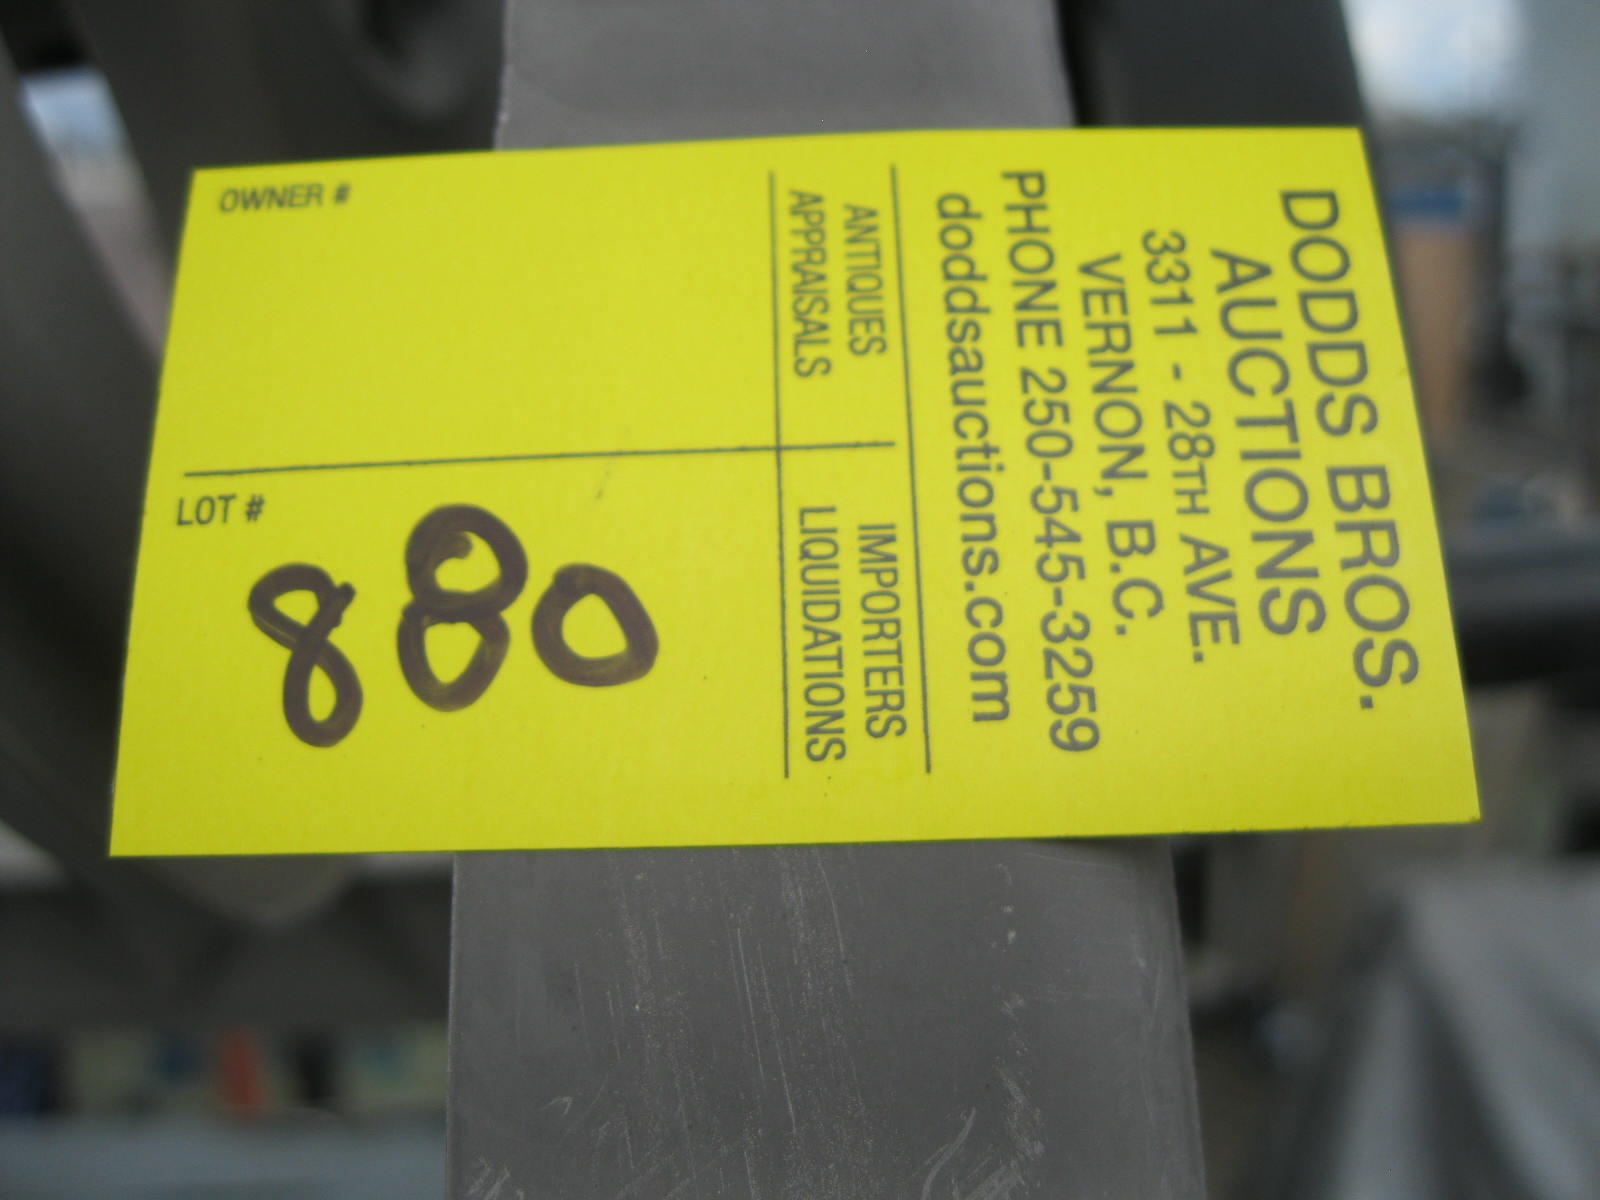 DODDS BROS.
AUCTIONS
3311 - 28TH AVE.
VERNON, B.C.
PHONE 250-545-3259
doddsauctions.com
ANTIQUES
APPRAISALS
IMPORTERS
LIQUIDATIONS
OWNER #
LOT #
880